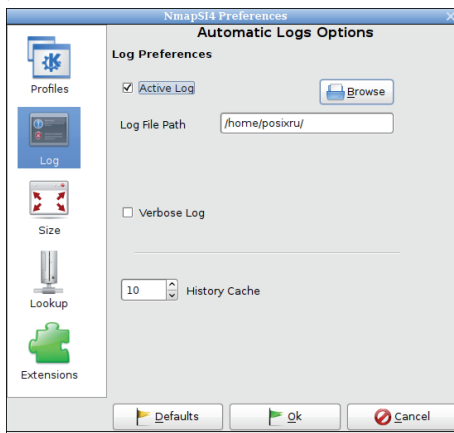 NmapSI4 Preferences
Automatic Logs Options
Log Preferences
Profiles
Active Log
Browse
Log File Path
/home/posixru/
Log
Size
Verbose Log
Lookup
10
History Cache
Extensions
Defaults
Ok
Cancel